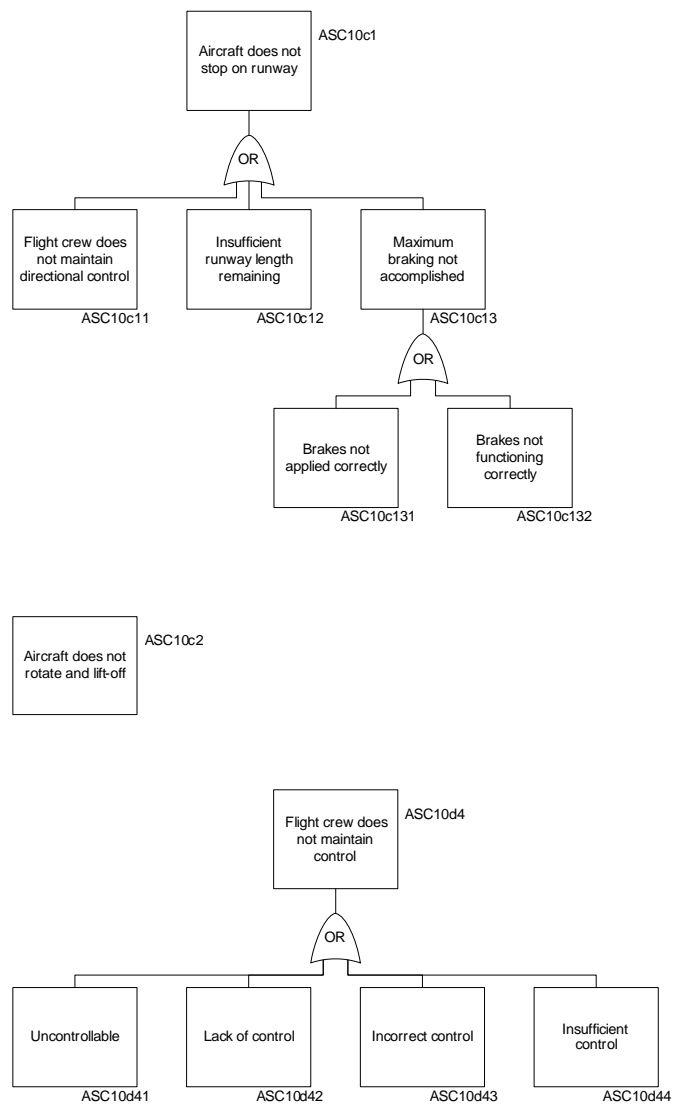 Aircraft does not
stop on runway
ASC10c1
OR
Flight crew does
not maintain
directional control
ASC10c11
Insufficient
runway length
remaining
ASC10c12
Maximum
braking not
accomplished
ASC10c13
OR
Brakes not
applied correctly
ASC10c131
Brakes not
functioning
correctly
ASC10c132
Aircraft does not
rotate and lift-off
ASC10c2
Flight crew does
not maintain
control
ASC10d4
OR
Uncontrollable
ASC10d41
Lack of control
ASC10d42
Incorrect control
ASC10d43
Insufficient
control
ASC10d44